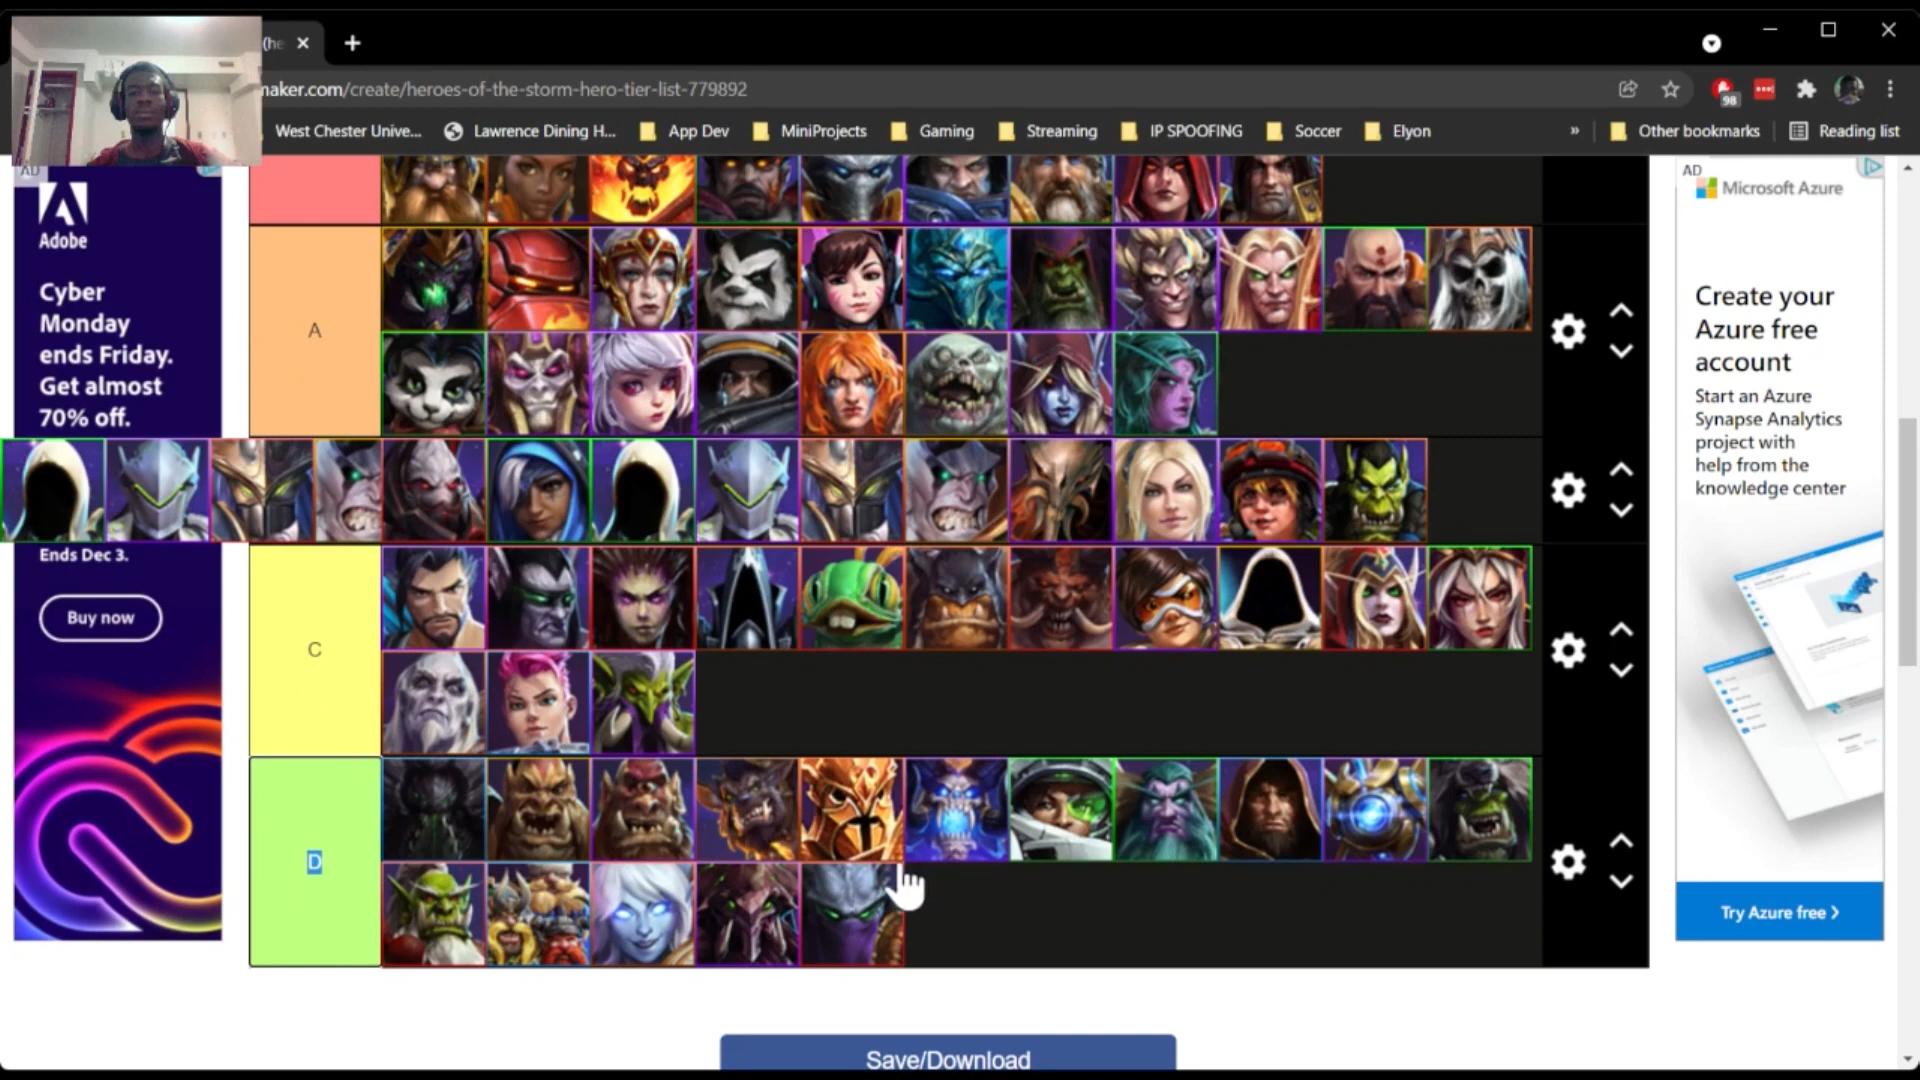 (he
aker.com/create/heroes-of-the-storm-hero-tier-list-779892
98
West Chester Unive...
Lawrence Dining H...
App Dev
MiniProjects
Gaming
Streaming
IP SPOOFING
Soccer
Elyon
»
Other bookmarks
Reading list
AD
Adobe
Cyber
Monday
ends Friday.
Get almost
70% off.
Ends Dec 3.
Buy now
A
C
D
Save/Download
AD
Microsoft Azure
Create your
Azure free
account
Start an Azure
Synapse Analytics
project with
help from the
knowledge center
Try Azure free